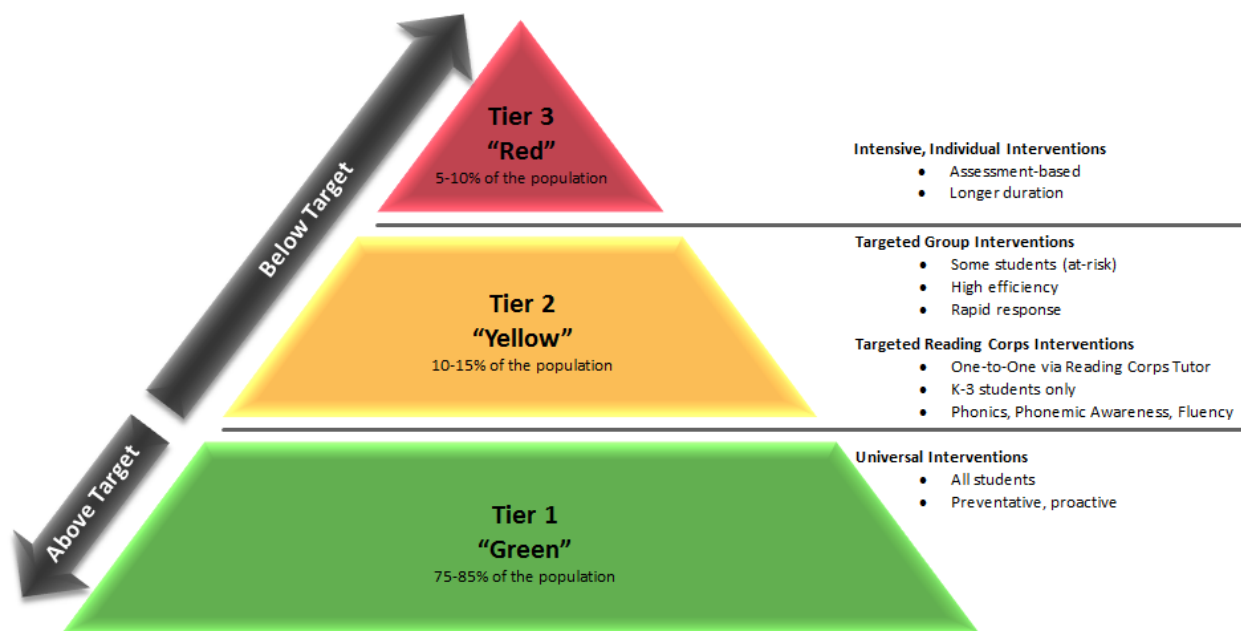 Below Target
Above Target
Tier 3
“Red”
5-10% of the population
Intensive, Individual Interventions
● Assessment-based
● Longer duration
Tier 2
“Yellow”
10-15% of the population
Targeted Group Interventions
● Some students (at-risk)
● High efficiency
● Rapid response
Targeted Reading Corps Interventions
● One-to-One via Reading Corps Tutor
● K-3 students only
● Phonics, Phonemic Awareness, Fluency
Tier 1
“Green”
75-85% of the population
Universal Interventions
● All students
● Preventative, proactive